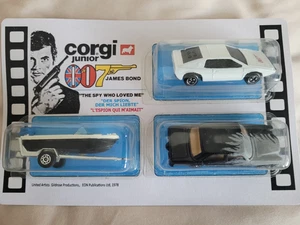 corgi
junior
007
JAMES BOND
"THE SPY WHO LOVED ME"
"DER SPION,
DER MICH LIEBTE"
"L'ESPION QUI M'AIMAIT"